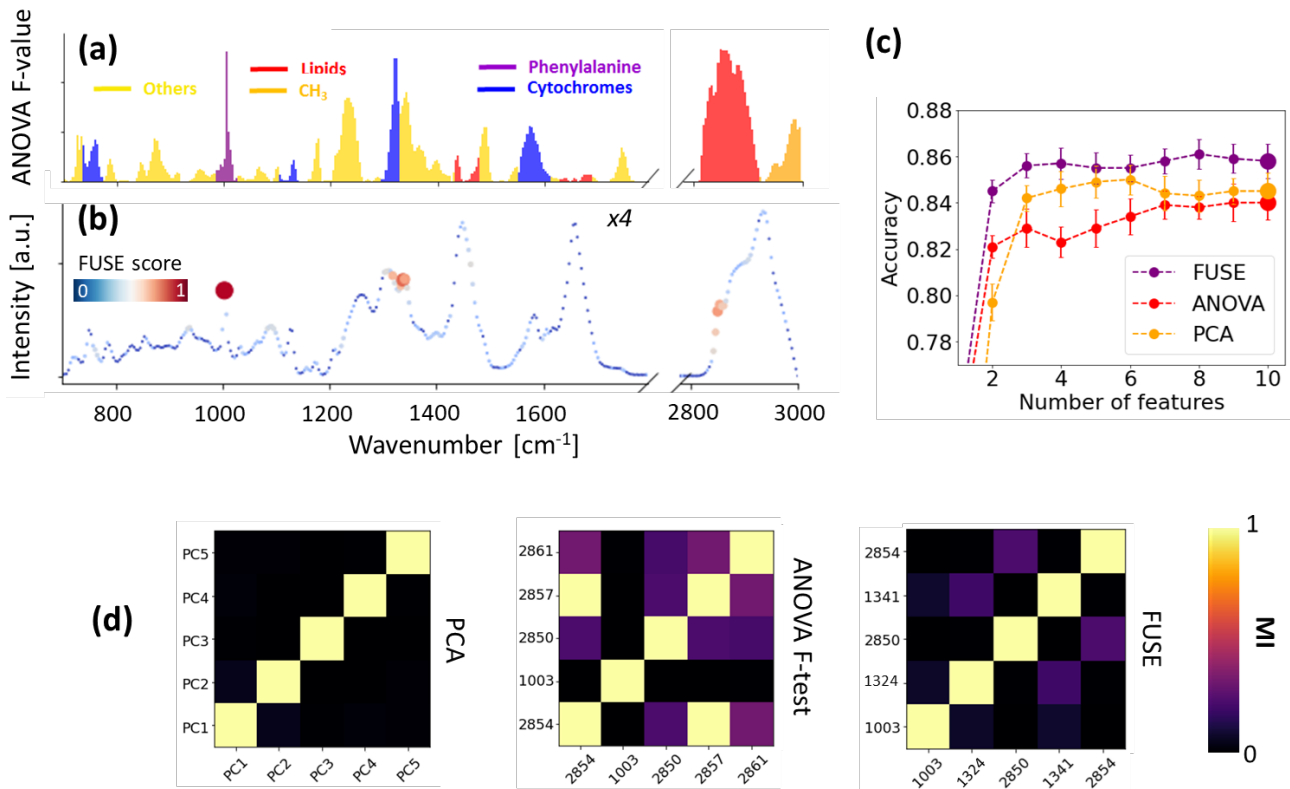 (a)
ANOVA F-value
Others
Lipids
CH3
Phenylalanine
Cytochromes
(b)
x4
Intensity [a.u.]
FUSE score
0
1
800
1000
1200
1400
1600
2800
3000
Wavenumber [cm-1]
(c)
Accuracy
0.88
0.86
0.84
0.82
0.80
0.78
FUSE
ANOVA
PCA
2
4
6
8
10
Number of features
(d)
PC5
PC4
PC3
PC2
PC1
PC1
PC2
PC3
PC4
PC5
PCA
2861
2857
2850
1003
2854
2854
1003
2850
2857
2861
ANOVA F-test
2854
1341
2850
1324
1003
1003
1324
2850
1341
2854
FUSE
1
MI
0